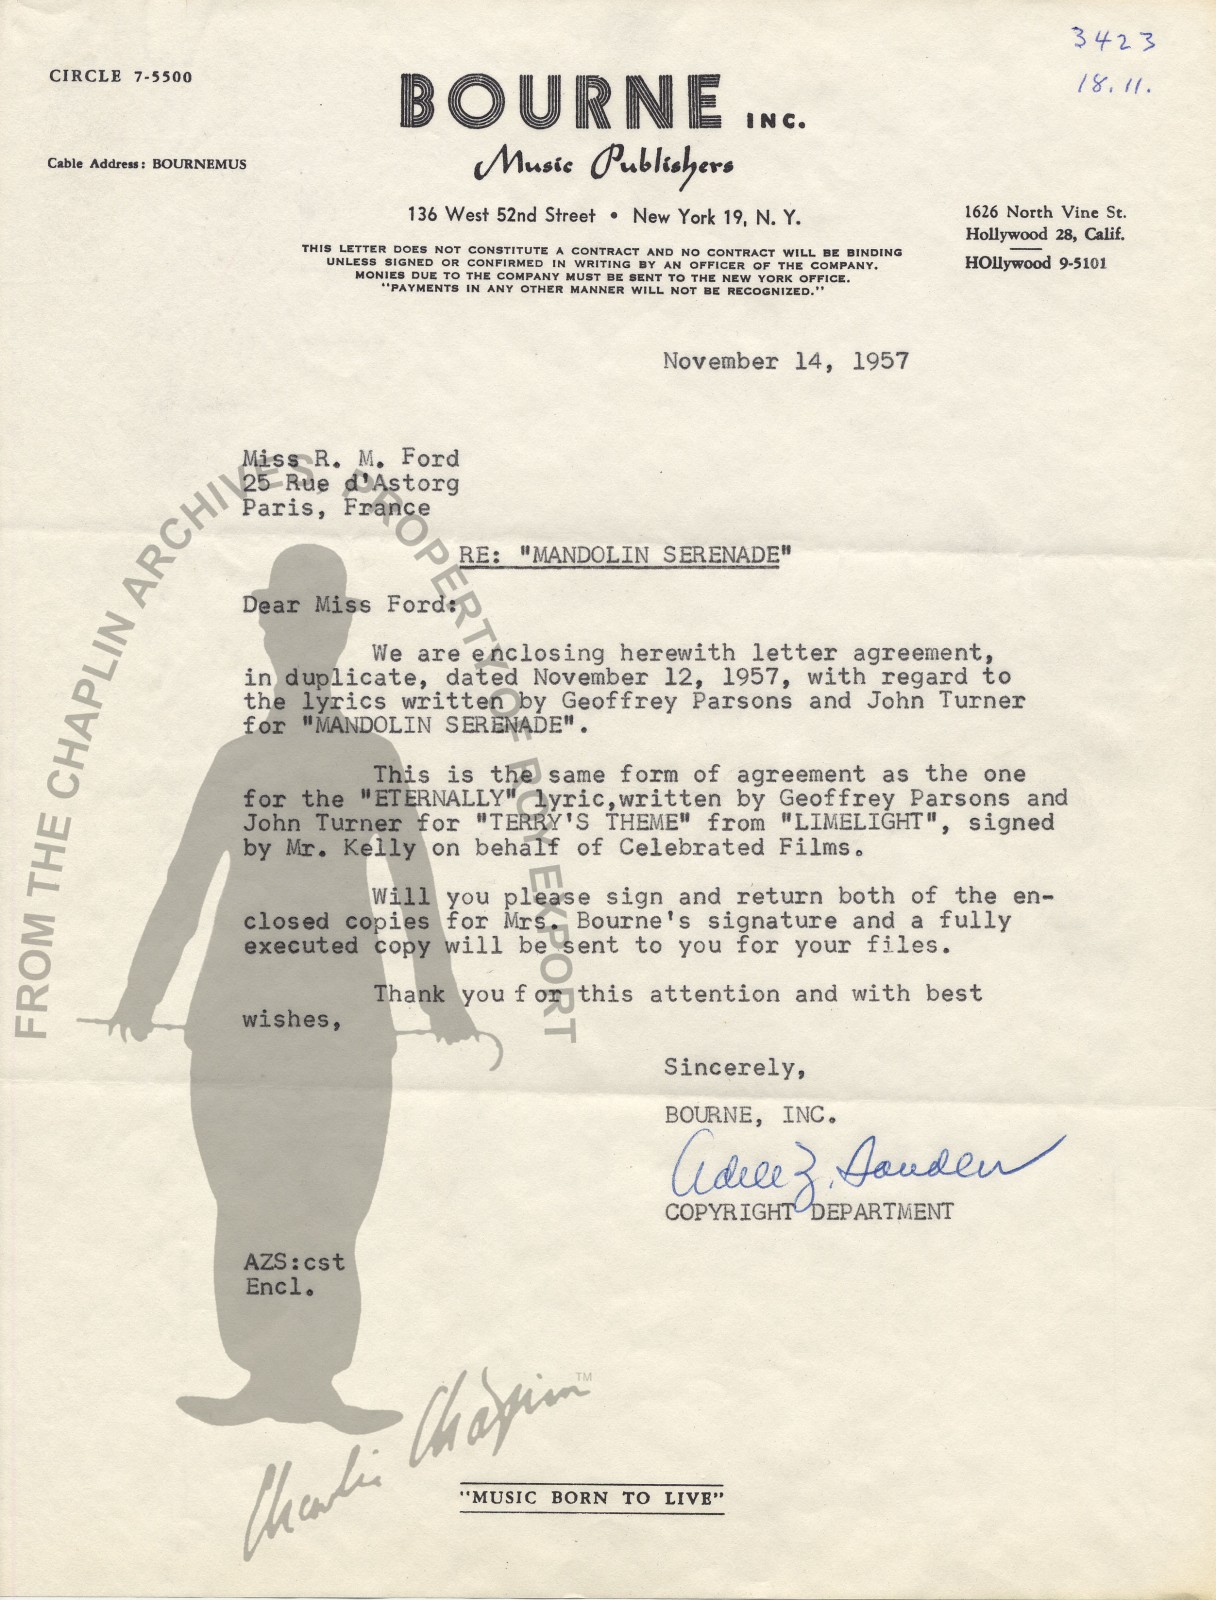 3423
18.11.
CIRCLE 7-5500
BOURNE INC.
Music Publishers
Cable Address: BOURNEMUS
136 West 52nd Street • New York 19, N. Y.
1626 North Vine St.
Hollywood 28, Calif.
HOllywood 9-5101
THIS LETTER DOES NOT CONSTITUTE A CONTRACT AND NO CONTRACT WILL BE BINDING
UNLESS SIGNED OR CONFIRMED IN WRITING BY AN OFFICER OF THE COMPANY.
MONIES DUE TO THE COMPANY MUST BE SENT TO THE NEW YORK OFFICE.
"PAYMENTS IN ANY OTHER MANNER WILL NOT BE RECOGNIZED."
November 14, 1957
Miss R. M. Ford
25 Rue d'Astorg
Paris, France
RE: "MANDOLIN SERENADE"
Dear Miss Ford:
We are enclosing herewith letter agreement,
in duplicate, dated November 12, 1957, with regard to
the lyrics written by Geoffrey Parsons and John Turner
for "MANDOLIN SERENADE".
This is the same form of agreement as the one
for the "ETERNALLY" lyric,written by Geoffrey Parsons and
John Turner for "TERRY'S THEME" from "LIMELIGHT", signed
by Mr. Kelly on behalf of Celebrated Films.
Will you please sign and return both of the en-
closed copies for Mrs. Bourne's signature and a fully
executed copy will be sent to you for your files.
Thank you for this attention and with best
wishes,
Sincerely,
BOURNE, INC.
Adele Z. Sanden
COPYRIGHT DEPARTMENT
AZS:cst
Encl.
"MUSIC BORN TO LIVE"
FROM THE CHAPLIN ARCHIVES, PROPERTY OF ROY EXPORT
Charlie Chaplin™